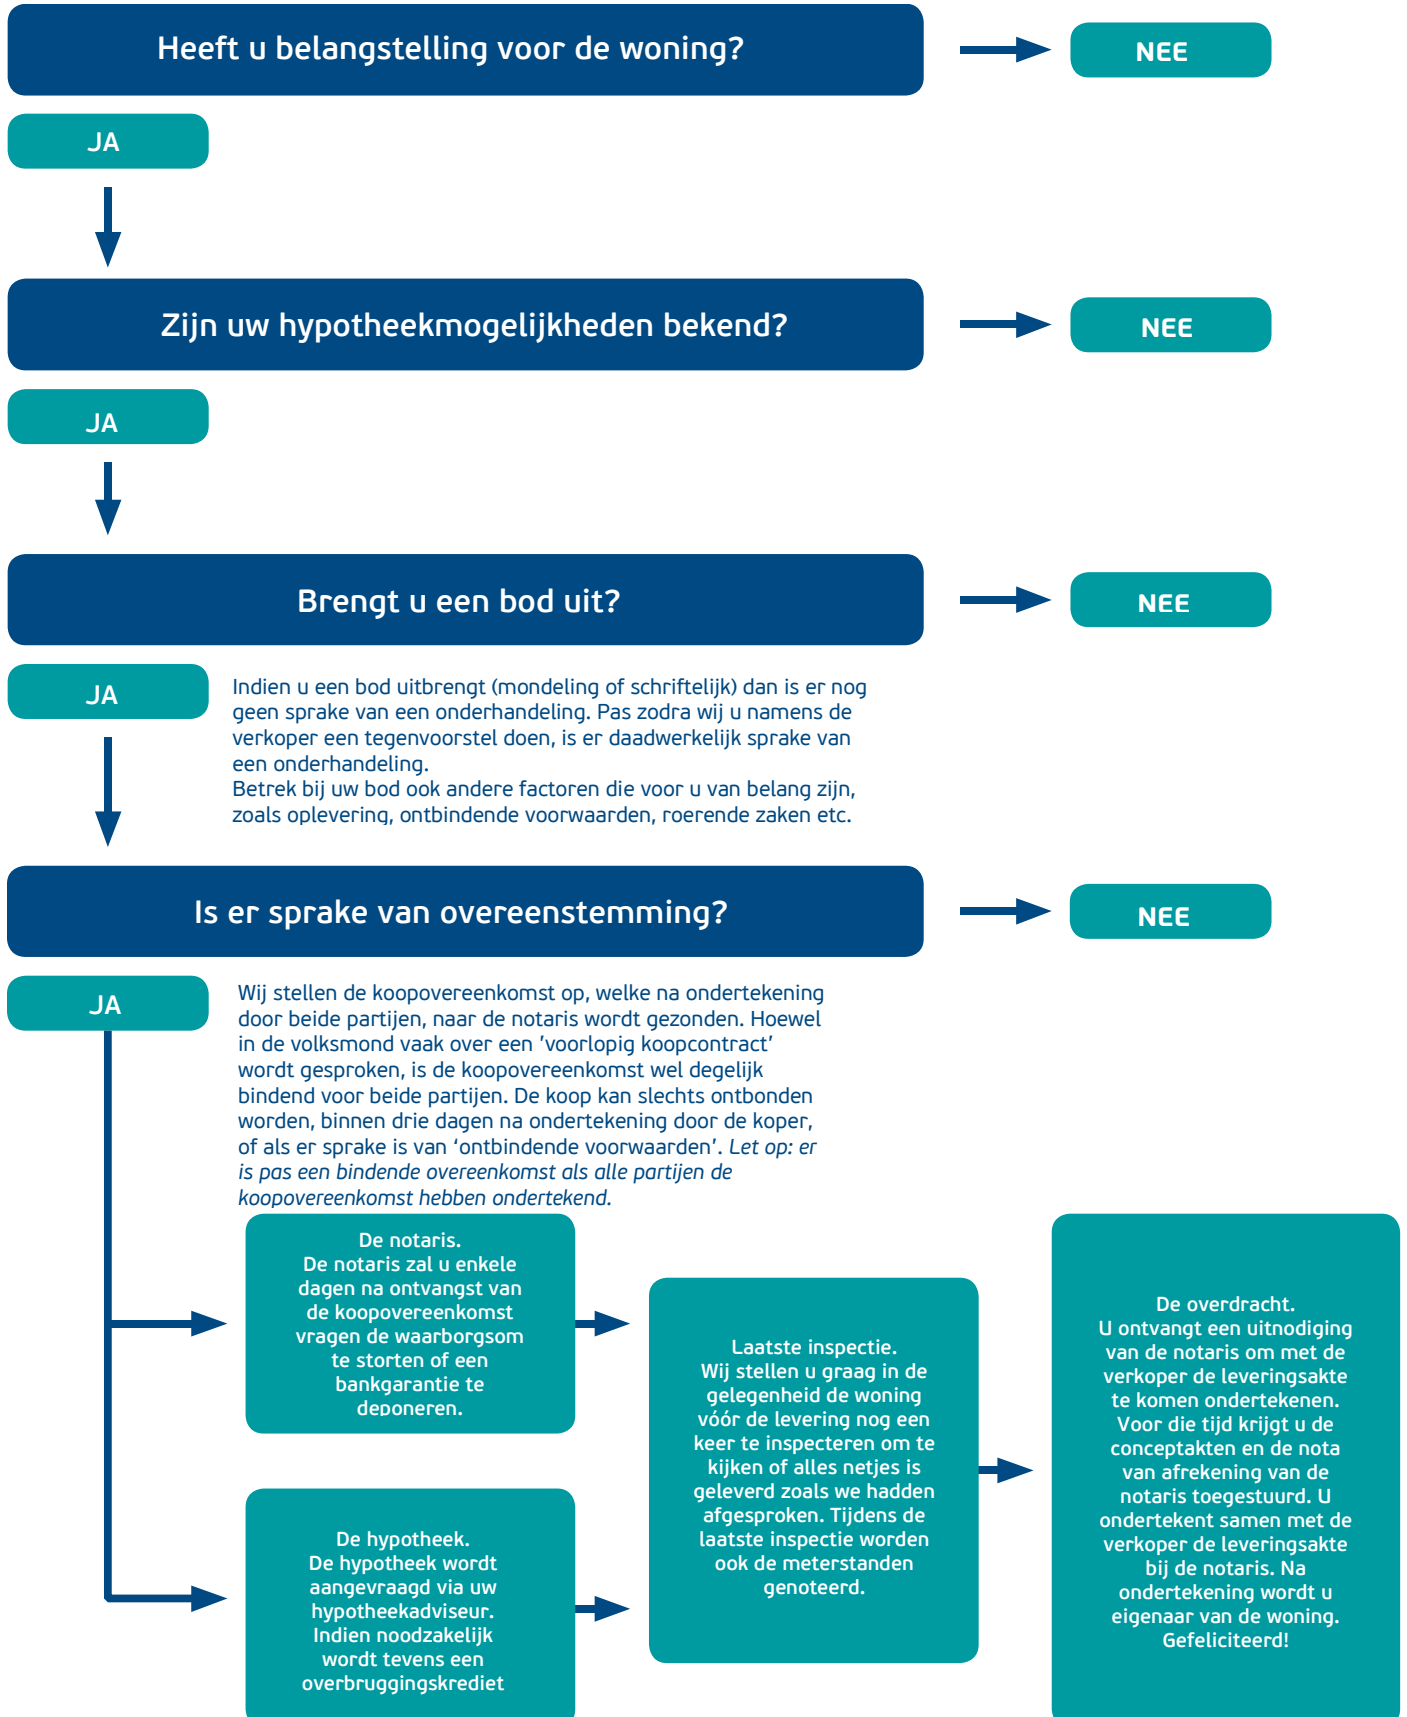 Heeft u belangstelling voor de woning?
NEE
JA
Zijn uw hypotheekmogelijkheden bekend?
NEE
JA
Brengt u een bod uit?
NEE
JA
Indien u een bod uitbrengt (mondeling of schriftelijk) dan is er nog
geen sprake van een onderhandeling. Pas zodra wij u namens de
verkoper een tegenvoorstel doen, is er daadwerkelijk sprake van
een onderhandeling.
Betrek bij uw bod ook andere factoren die voor u van belang zijn,
zoals oplevering, ontbindende voorwaarden, roerende zaken etc.
Is er sprake van overeenstemming?
NEE
JA
Wij stellen de koopovereenkomst op, welke na ondertekening
door beide partijen, naar de notaris wordt gezonden. Hoewel
in de volksmond vaak over een 'voorlopig koopcontract'
wordt gesproken, is de koopovereenkomst wel degelijk
bindend voor beide partijen. De koop kan slechts ontbonden
worden, binnen drie dagen na ondertekening door de koper,
of als er sprake is van ‘ontbindende voorwaarden’. Let op: er
is pas een bindende overeenkomst als alle partijen de
koopovereenkomst hebben ondertekend.
De notaris.
De notaris zal u enkele
dagen na ontvangst van
de koopovereenkomst
vragen de waarborgsom
te storten of een
bankgarantie te
deponeren.
De hypotheek.
De hypotheek wordt
aangevraagd via uw
hypotheekadviseur.
Indien noodzakelijk
wordt tevens een
overbruggingskrediet
Laatste inspectie.
Wij stellen u graag in de
gelegenheid de woning
vóór de levering nog een
keer te inspecteren om te
kijken of alles netjes is
geleverd zoals we hadden
afgesproken. Tijdens de
laatste inspectie worden
ook de meterstanden
genoteerd.
De overdracht.
U ontvangt een uitnodiging
van de notaris om met de
verkoper de leveringsakte
te komen ondertekenen.
Voor die tijd krijgt u de
conceptakten en de nota
van afrekening van de
notaris toegestuurd. U
ondertekent samen met de
verkoper de leveringsakte
bij de notaris. Na
ondertekening wordt u
eigenaar van de woning.
Gefeliciteerd!